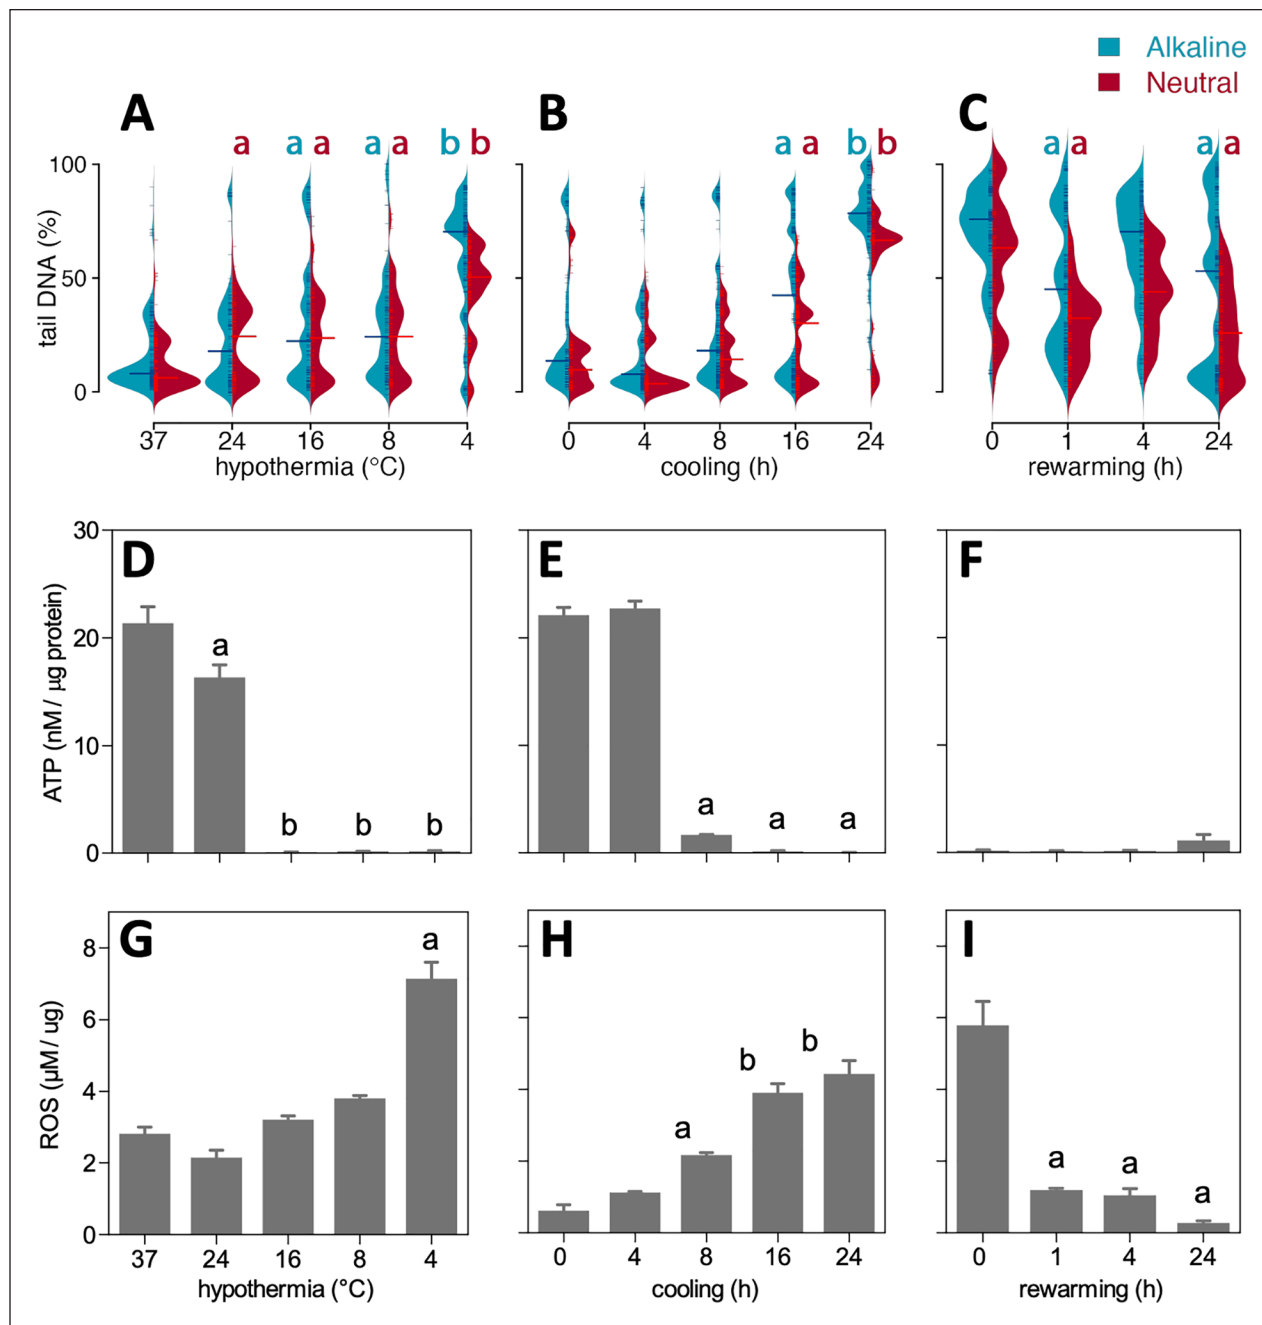 Alkaline
Neutral
A
B
C
a
a a
a a
b b
a a
b b
a a
a a
tail DNA (%)
100
50
0
37 24 16 8 4
hypothermia (°C)
0 4 8 16 24
cooling (h)
0 1 4 24
rewarming (h)
D
E
F
ATP (nM / µg protein)
30
20
10
0
a
b b b
a a a
G
H
I
ROS (µM / ug)
8
6
4
2
0
a
a b b
a a a
37 24 16 8 4
hypothermia (°C)
0 4 8 16 24
cooling (h)
0 1 4 24
rewarming (h)